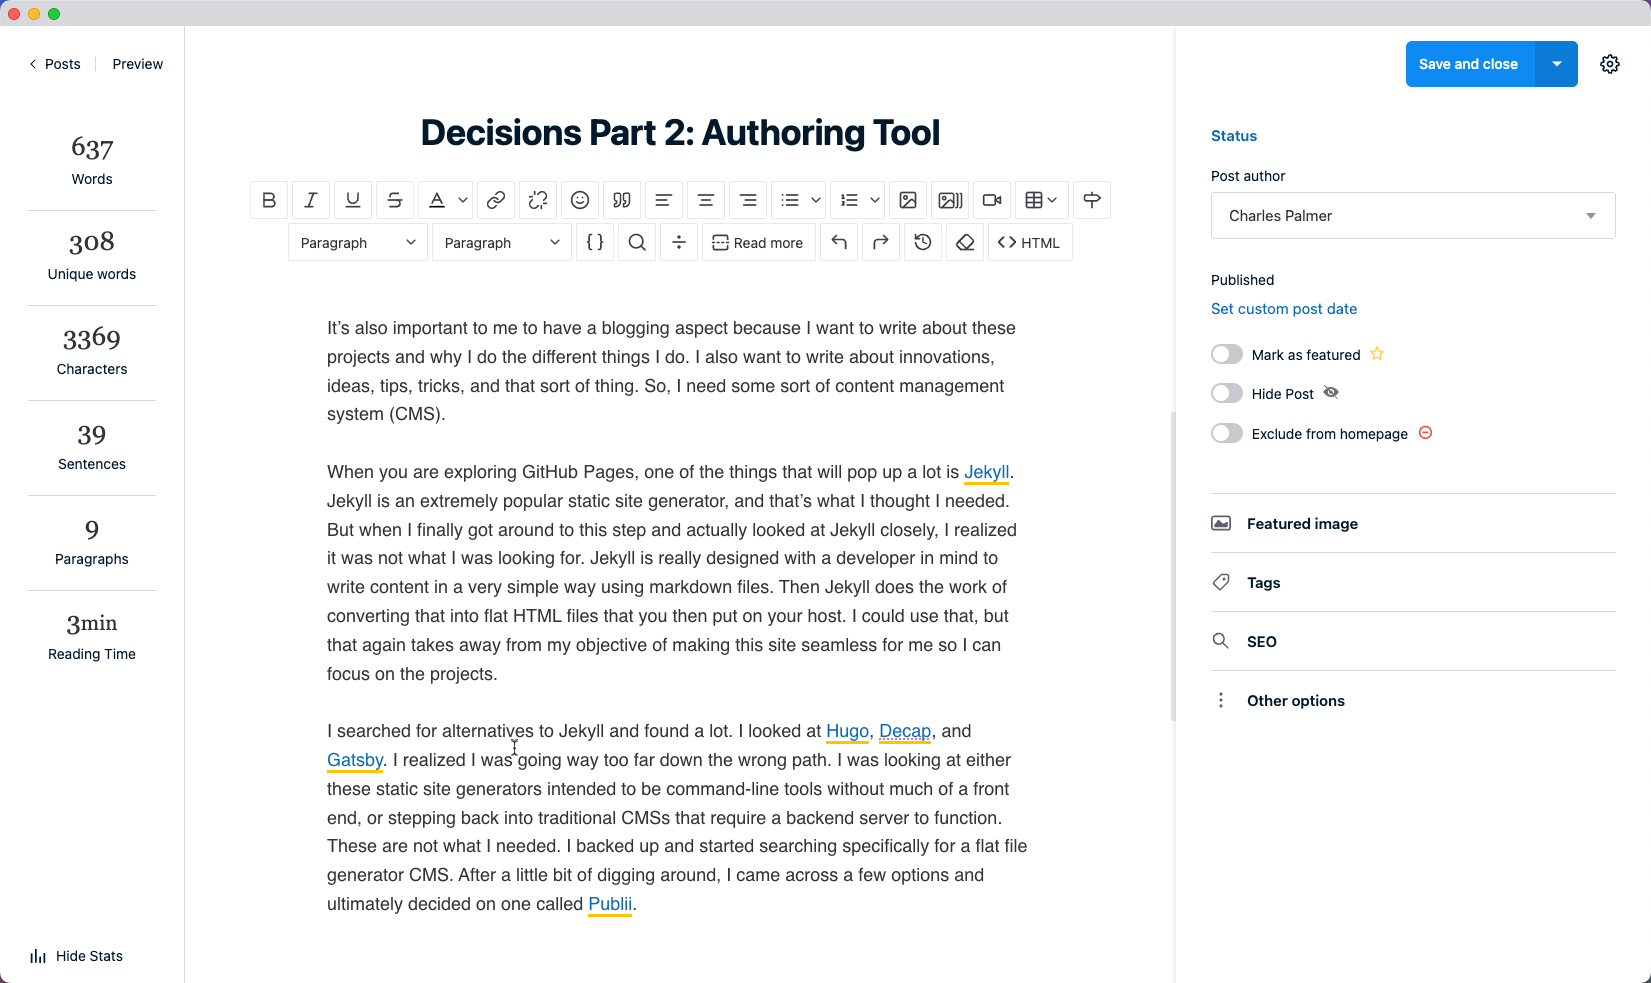 Posts
Preview
637
Words
308
Unique words
3369
Characters
39
Sentences
9
Paragraphs
3min
Reading Time
Hide Stats
Decisions Part 2: Authoring Tool
Paragraph
Paragraph
Read more
HTML
It’s also important to me to have a blogging aspect because I want to write about these
projects and why I do the different things I do. I also want to write about innovations,
ideas, tips, tricks, and that sort of thing. So, I need some sort of content management
system (CMS).
When you are exploring GitHub Pages, one of the things that will pop up a lot is Jekyll.
Jekyll is an extremely popular static site generator, and that’s what I thought I needed.
But when I finally got around to this step and actually looked at Jekyll closely, I realized
it was not what I was looking for. Jekyll is really designed with a developer in mind to
write content in a very simple way using markdown files. Then Jekyll does the work of
converting that into flat HTML files that you then put on your host. I could use that, but
that again takes away from my objective of making this site seamless for me so I can
focus on the projects.
I searched for alternatives to Jekyll and found a lot. I looked at Hugo, Decap, and
Gatsby. I realized I was going way too far down the wrong path. I was looking at either
these static site generators intended to be command-line tools without much of a front
end, or stepping back into traditional CMSs that require a backend server to function.
These are not what I needed. I backed up and started searching specifically for a flat file
generator CMS. After a little bit of digging around, I came across a few options and
ultimately decided on one called Publii.
Save and close
Status
Post author
Charles Palmer
Published
Set custom post date
Mark as featured
Hide Post
Exclude from homepage
Featured image
Tags
SEO
Other options